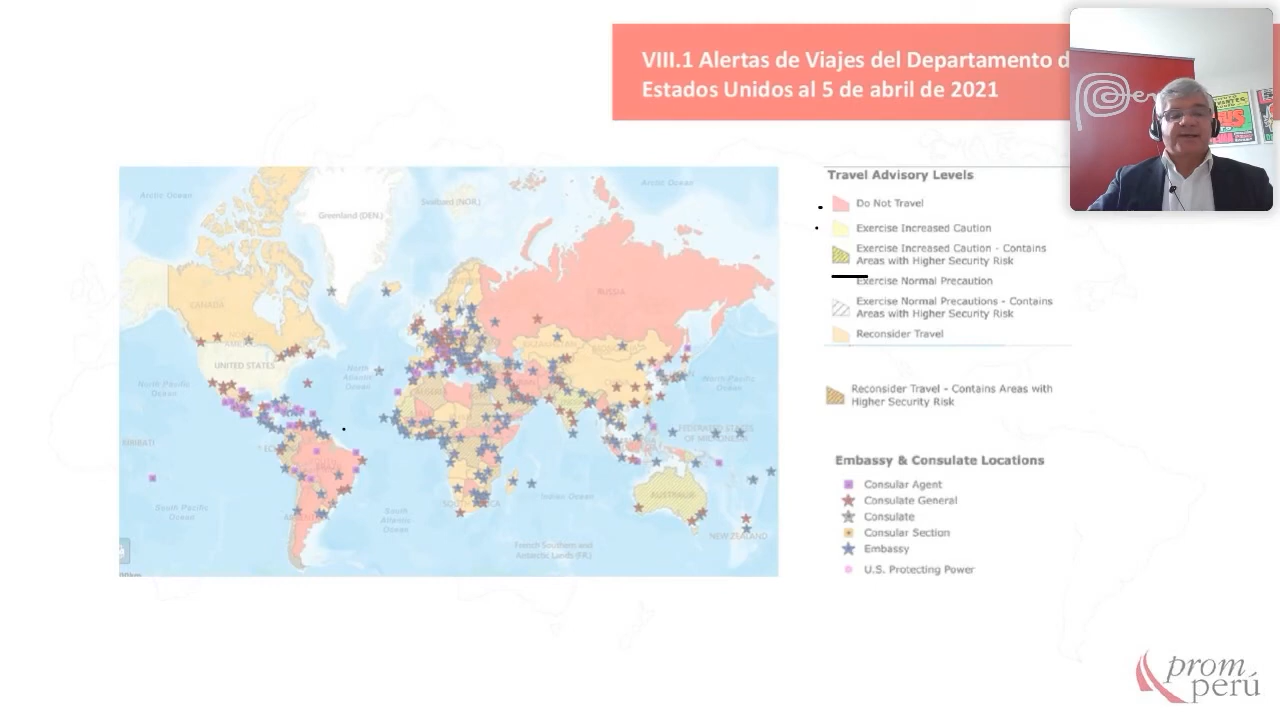 VIII.1 Alertas de Viajes del Departamento d
Estados Unidos al 5 de abril de 2021
Travel Advisory Levels
Do Not Travel
Exercise Increased Caution
Exercise Increased Caution - Contains
Areas with Higher Security Risk
Exercise Normal Precaution
Exercise Normal Precautions - Contains
Areas with Higher Security Risk
Reconsider Travel
Reconsider Travel - Contains Areas with
Higher Security Risk
Embassy & Consulate Locations
Consular Agent
Consulate General
Consulate
Consular Section
Embassy
U.S. Protecting Power
Arctic Ocean
Greenland (DEN.)
Svalbard (NOR.)
Arctic Ocean
RUSSIA
CANADA
UNITED STATES
North Pacific
Ocean
North
Atlantic
Ocean
North Pacific
Ocean
KIRIBATI
FEDERATED STATES
OF MICRONESIA
South Pacific
Ocean
South
Atlantic
Ocean
Indian Ocean
AUSTRALIA
NEW ZEALAND
French Southern and
Antarctic Lands (FR.)
prom
perú